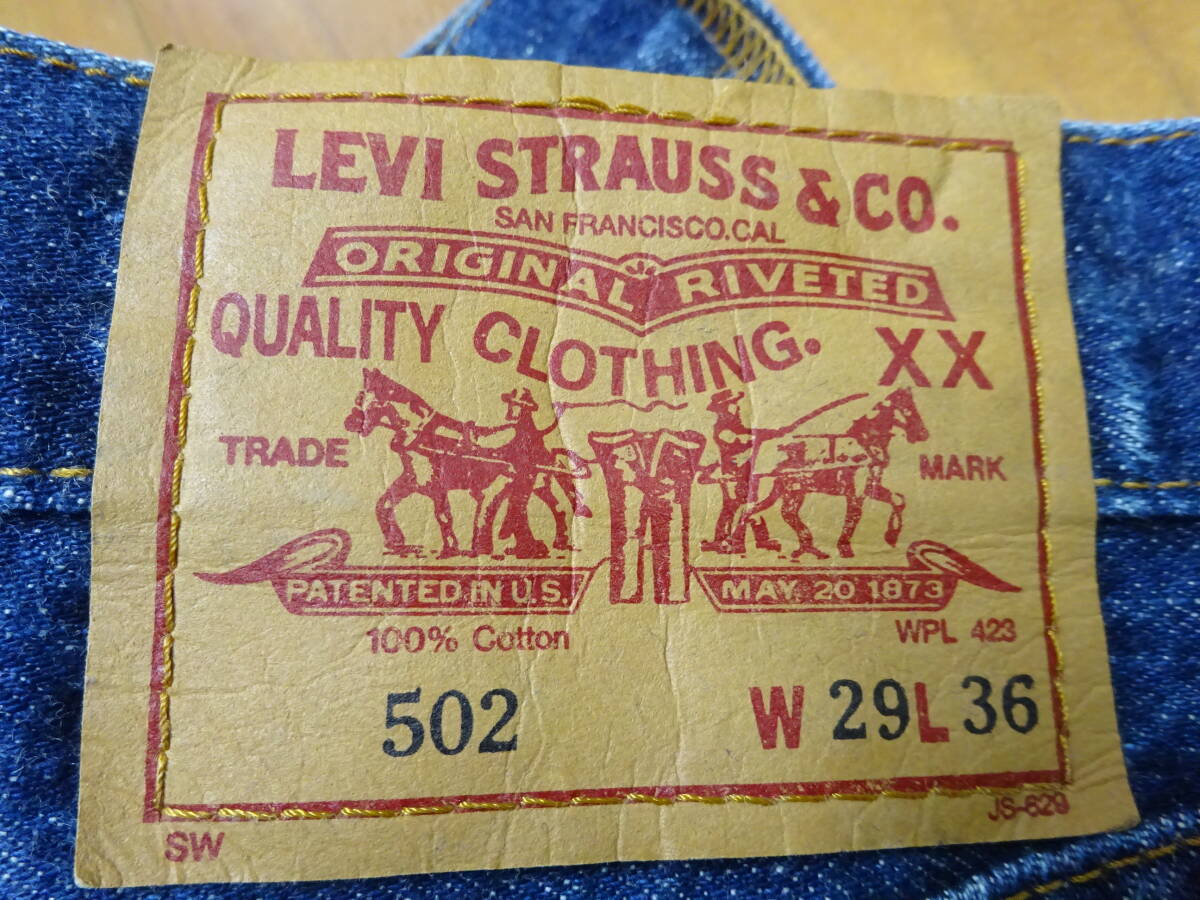 LEVI STRAUSS & CO.
SAN FRANCISCO.CAL
ORIGINAL RIVETED
QUALITY CLOTHING. XX
TRADE MARK
PATENTED IN U.S. MAY 20 1873
100% Cotton WPL 423
502 W 29 L 36
SW JS-629